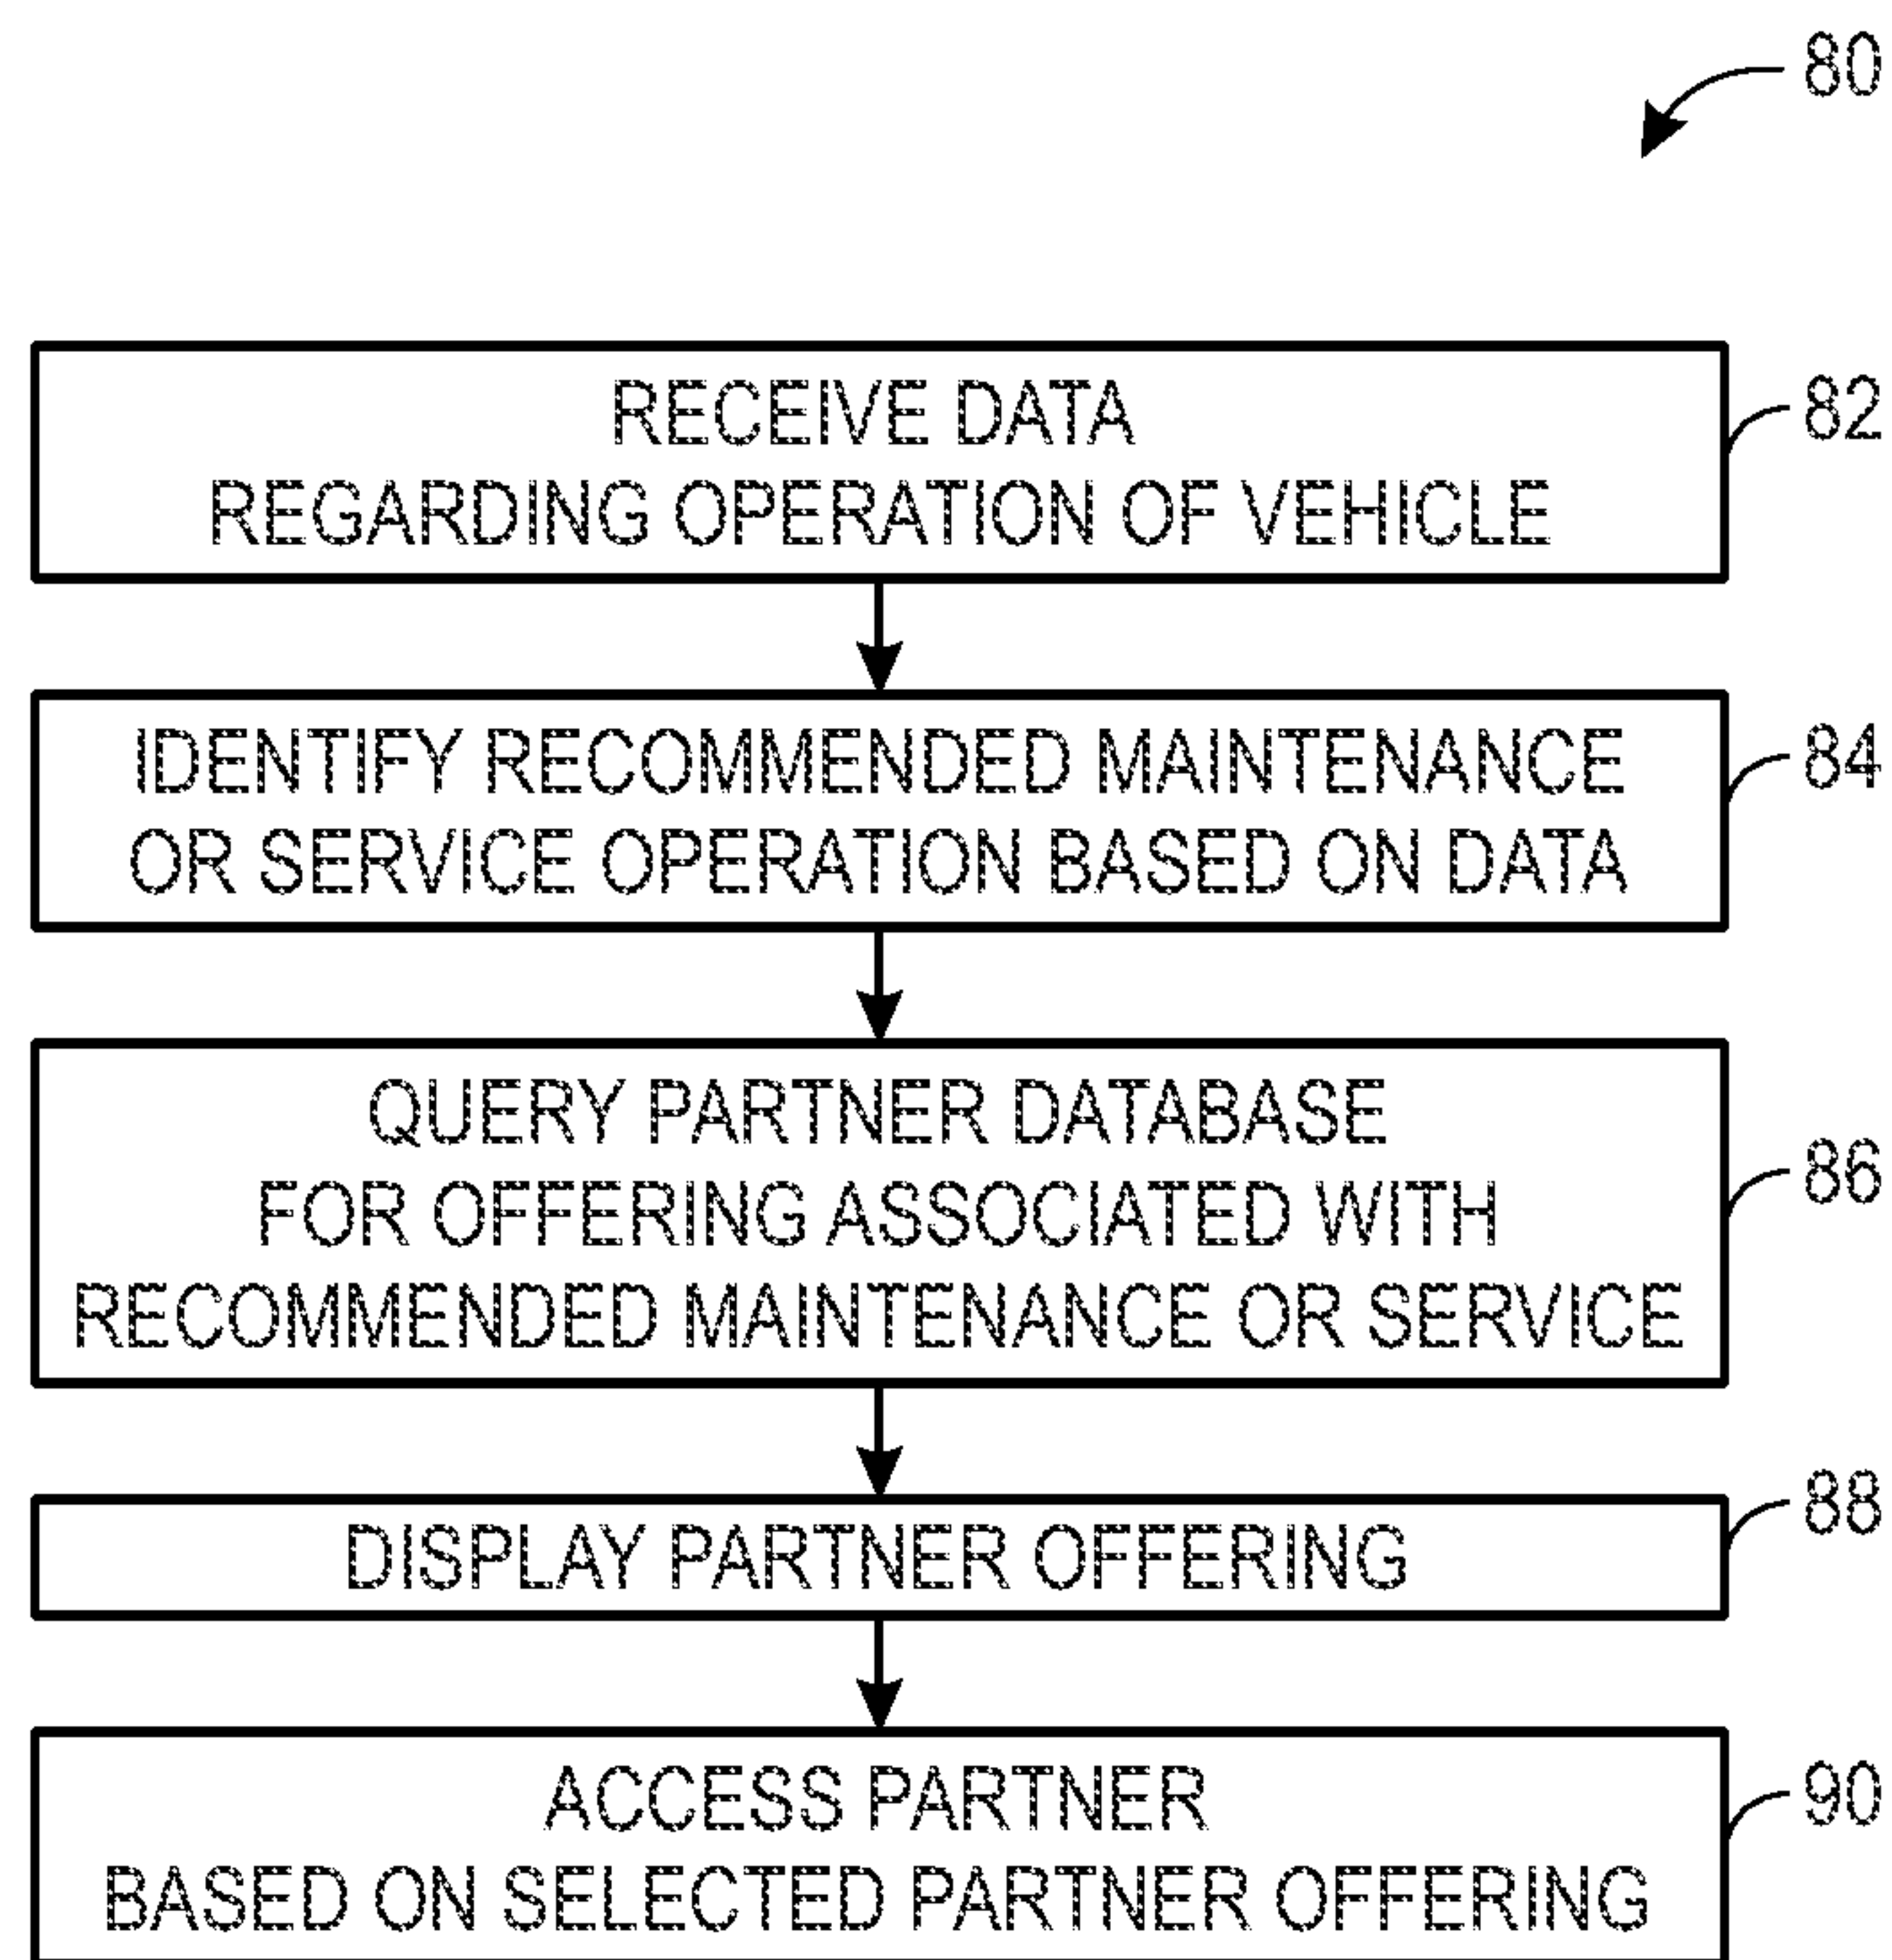 80
RECEIVE DATA
REGARDING OPERATION OF VEHICLE
82
IDENTIFY RECOMMENDED MAINTENANCE
OR SERVICE OPERATION BASED ON DATA
84
QUERY PARTNER DATABASE
FOR OFFERING ASSOCIATED WITH
RECOMMENDED MAINTENANCE OR SERVICE
86
DISPLAY PARTNER OFFERING
88
ACCESS PARTNER
BASED ON SELECTED PARTNER OFFERING
90